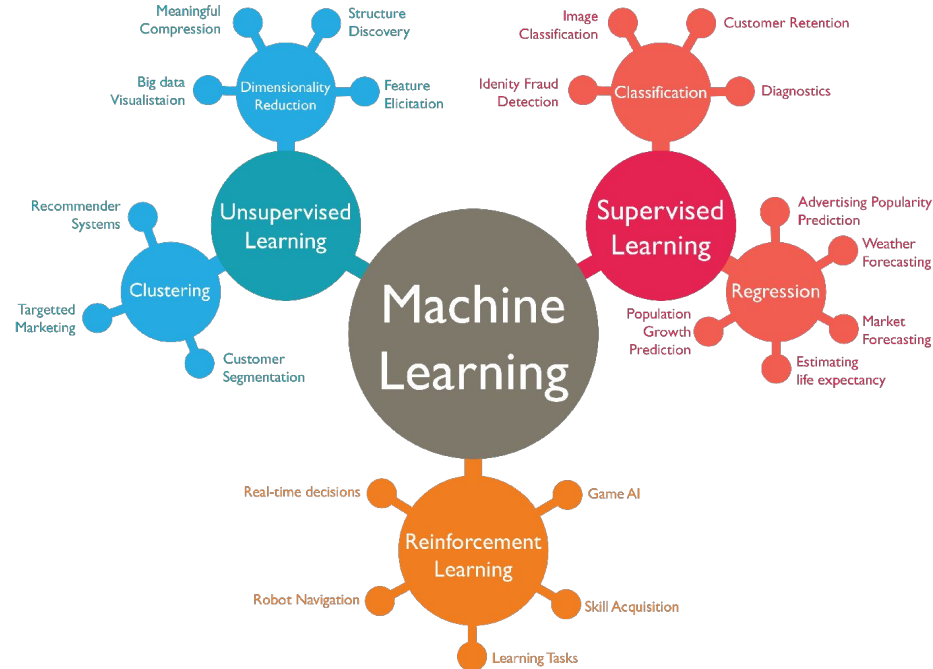 Meaningful
Compression
Structure
Discovery
Big data
Visualistaion
Dimensionality
Reduction
Feature
Elicitation
Image
Classification
Customer Retention
Idenity Fraud
Detection
Classification
Diagnostics
Recommender
Systems
Unsupervised
Learning
Clustering
Targetted
Marketing
Customer
Segmentation
Supervised
Learning
Advertising Popularity
Prediction
Weather
Forecasting
Regression
Population
Growth
Prediction
Market
Forecasting
Estimating
life expectancy
Machine
Learning
Real-time decisions
Game AI
Reinforcement
Learning
Robot Navigation
Skill Acquisition
Learning Tasks